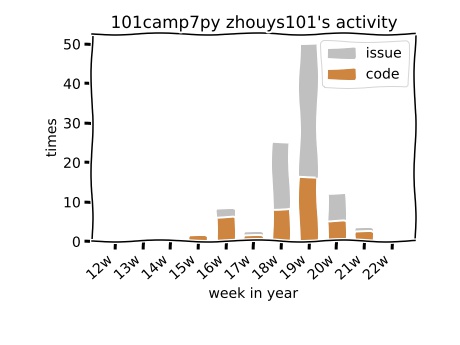 101camp7py zhouys101's activity
50
40
30
20
10
0
times
issue
code
12w 13w 14w 15w 16w 17w 18w 19w 20w 21w 22w
week in year